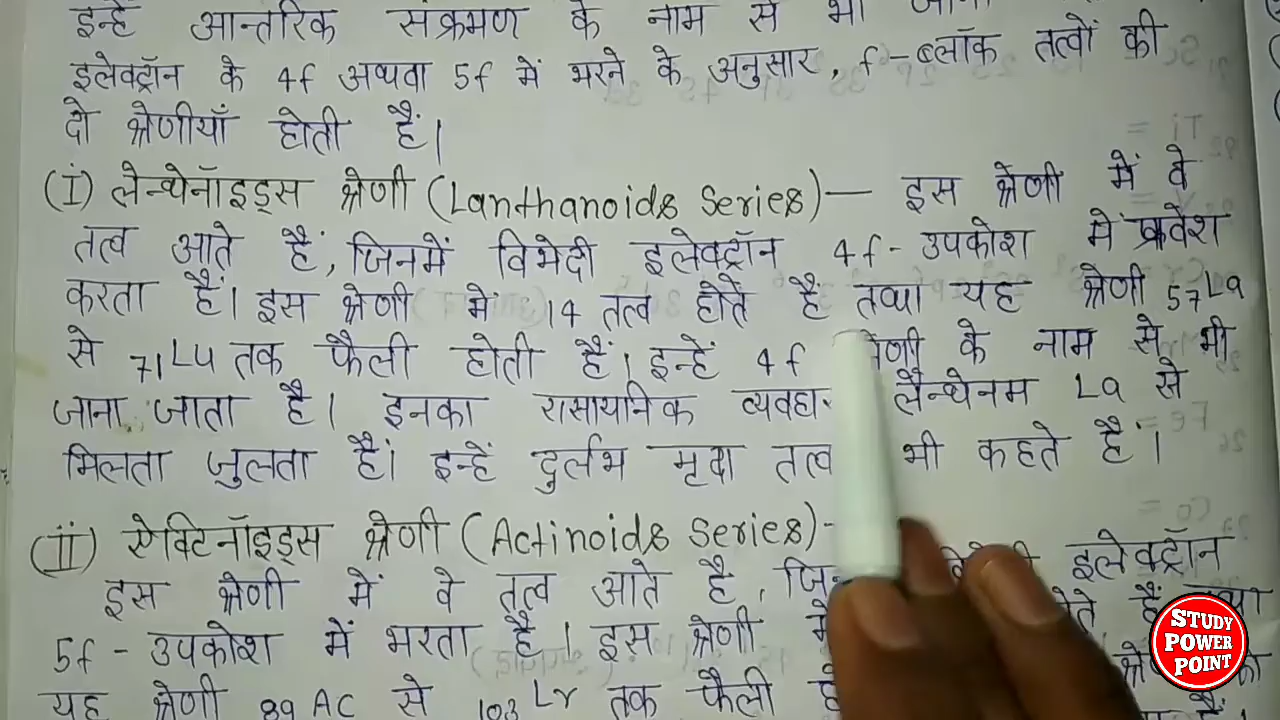 इन्हें आन्तरिक संक्रमण के नाम से भी
इलेक्ट्रॉन के 4f अथवा 5f में भरने के अनुसार, f-ब्लॉक तत्वों की
दो श्रेणीयाँ होती हैं।
(I) लेन्थेनॉइड्स श्रेणी (Lanthanoids Series)— इस श्रेणी में वे
तत्व आते हैं, जिनमें विभेदी इलेक्ट्रॉन 4f-उपकोश में प्रवेश
करता हैं। इस श्रेणी में 14 तत्व होते हैं तथा यह श्रेणी 57La
से 71Lu तक फैली होती हैं। इन्हें 4f श्रेणी के नाम से भी
जाना जाता है। इनका रासायनिक लैन्थेनम La से
मिलता जुलता है। इन्हें दुर्लभ मृदा तत्व भी कहते हैं।
(II) ऐक्टिनॉइड्स श्रेणी (Actinoids Series)-
इस श्रेणी में वे तत्व आते है, इलेक्ट्रॉन
5f-उपकोश में भरता है। इस श्रेणी
यह श्रेणी 89AC से 103Lr तक फैली
STUDY
POWER
POINT